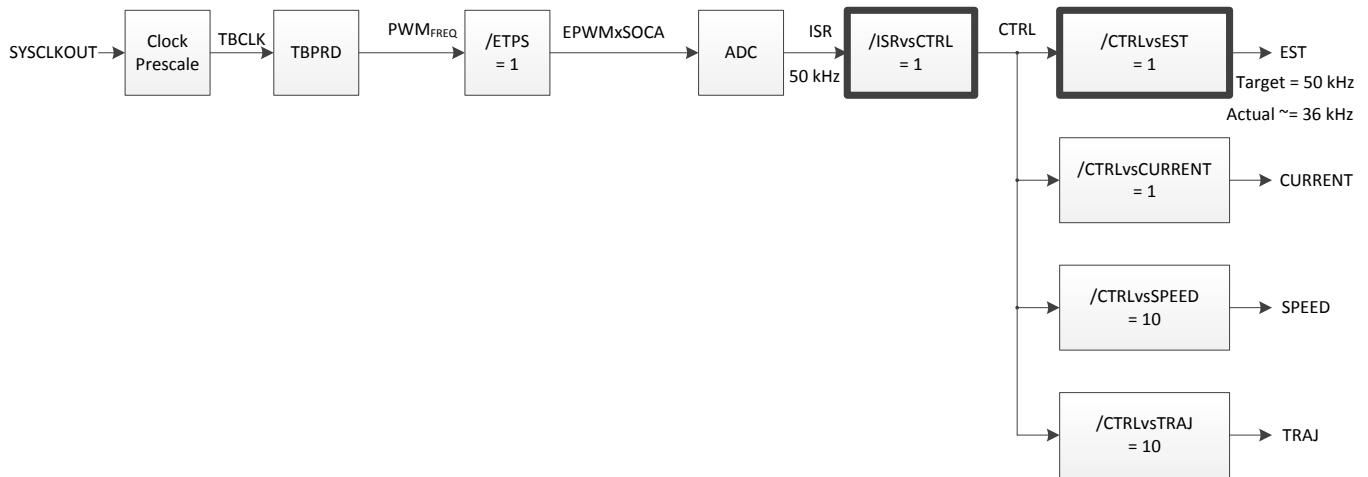 SYSCLKOUT
Clock
Prescale
TBCLK
TBPRD
PWMFREQ
/ETPS
= 1
EPWMxSOCA
ADC
ISR
50 kHz
/ISRvsCTRL
= 1
CTRL
/CTRLvsEST
= 1
EST
Target = 50 kHz
Actual ~= 36 kHz
/CTRLvsCURRENT
= 1
CURRENT
/CTRLvsSPEED
= 10
SPEED
/CTRLvsTRAJ
= 10
TRAJ